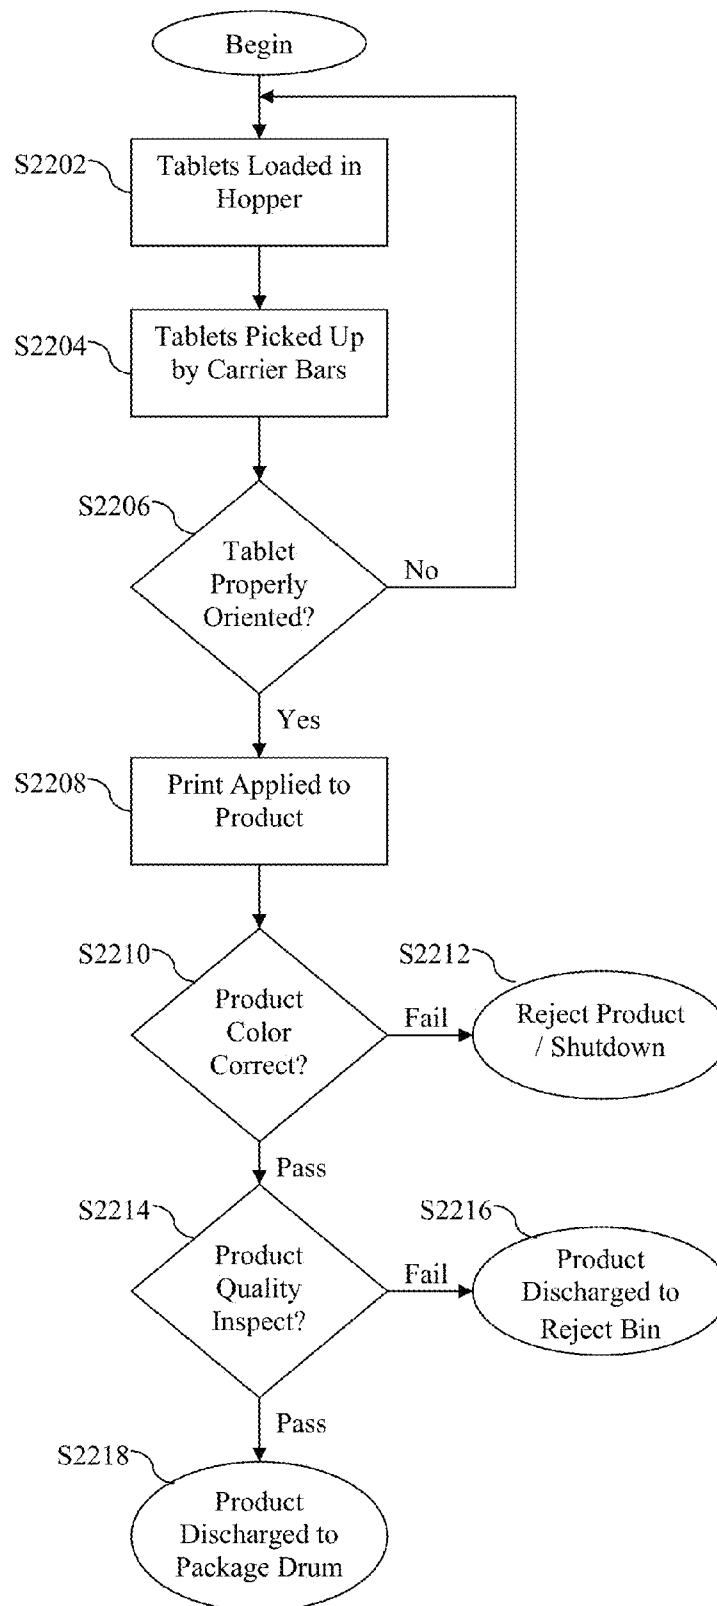 Begin
S2202
Tablets Loaded in
Hopper
S2204
Tablets Picked Up
by Carrier Bars
S2206
Tablet
Properly
Oriented?
No
Yes
S2208
Print Applied to
Product
S2210
Product
Color
Correct?
Fail
S2212
Reject Product
/ Shutdown
Pass
S2214
Product
Quality
Inspect?
Fail
S2216
Product
Discharged to
Reject Bin
Pass
S2218
Product
Discharged to
Package Drum